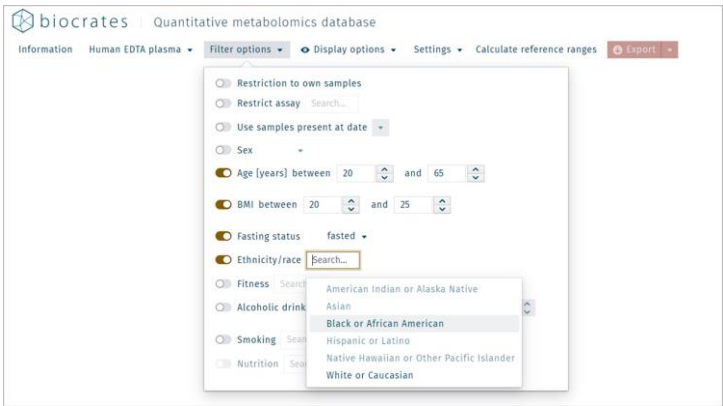 biocrates Quantitative metabolomics database
Information Human EDTA plasma Filter options Display options Settings Calculate reference ranges Export
Restriction to own samples
Restrict assay Search...
Use samples present at date
Sex
Age [years] between 20 and 65
BMI between 20 and 25
Fasting status fasted
Ethnicity/race Search...
Fitness Search
American Indian or Alaska Native
Asian
Alcoholic drink
Black or African American
Hispanic or Latino
Smoking Sear
Native Hawaiian or Other Pacific Islander
Nutrition Sea
White or Caucasian